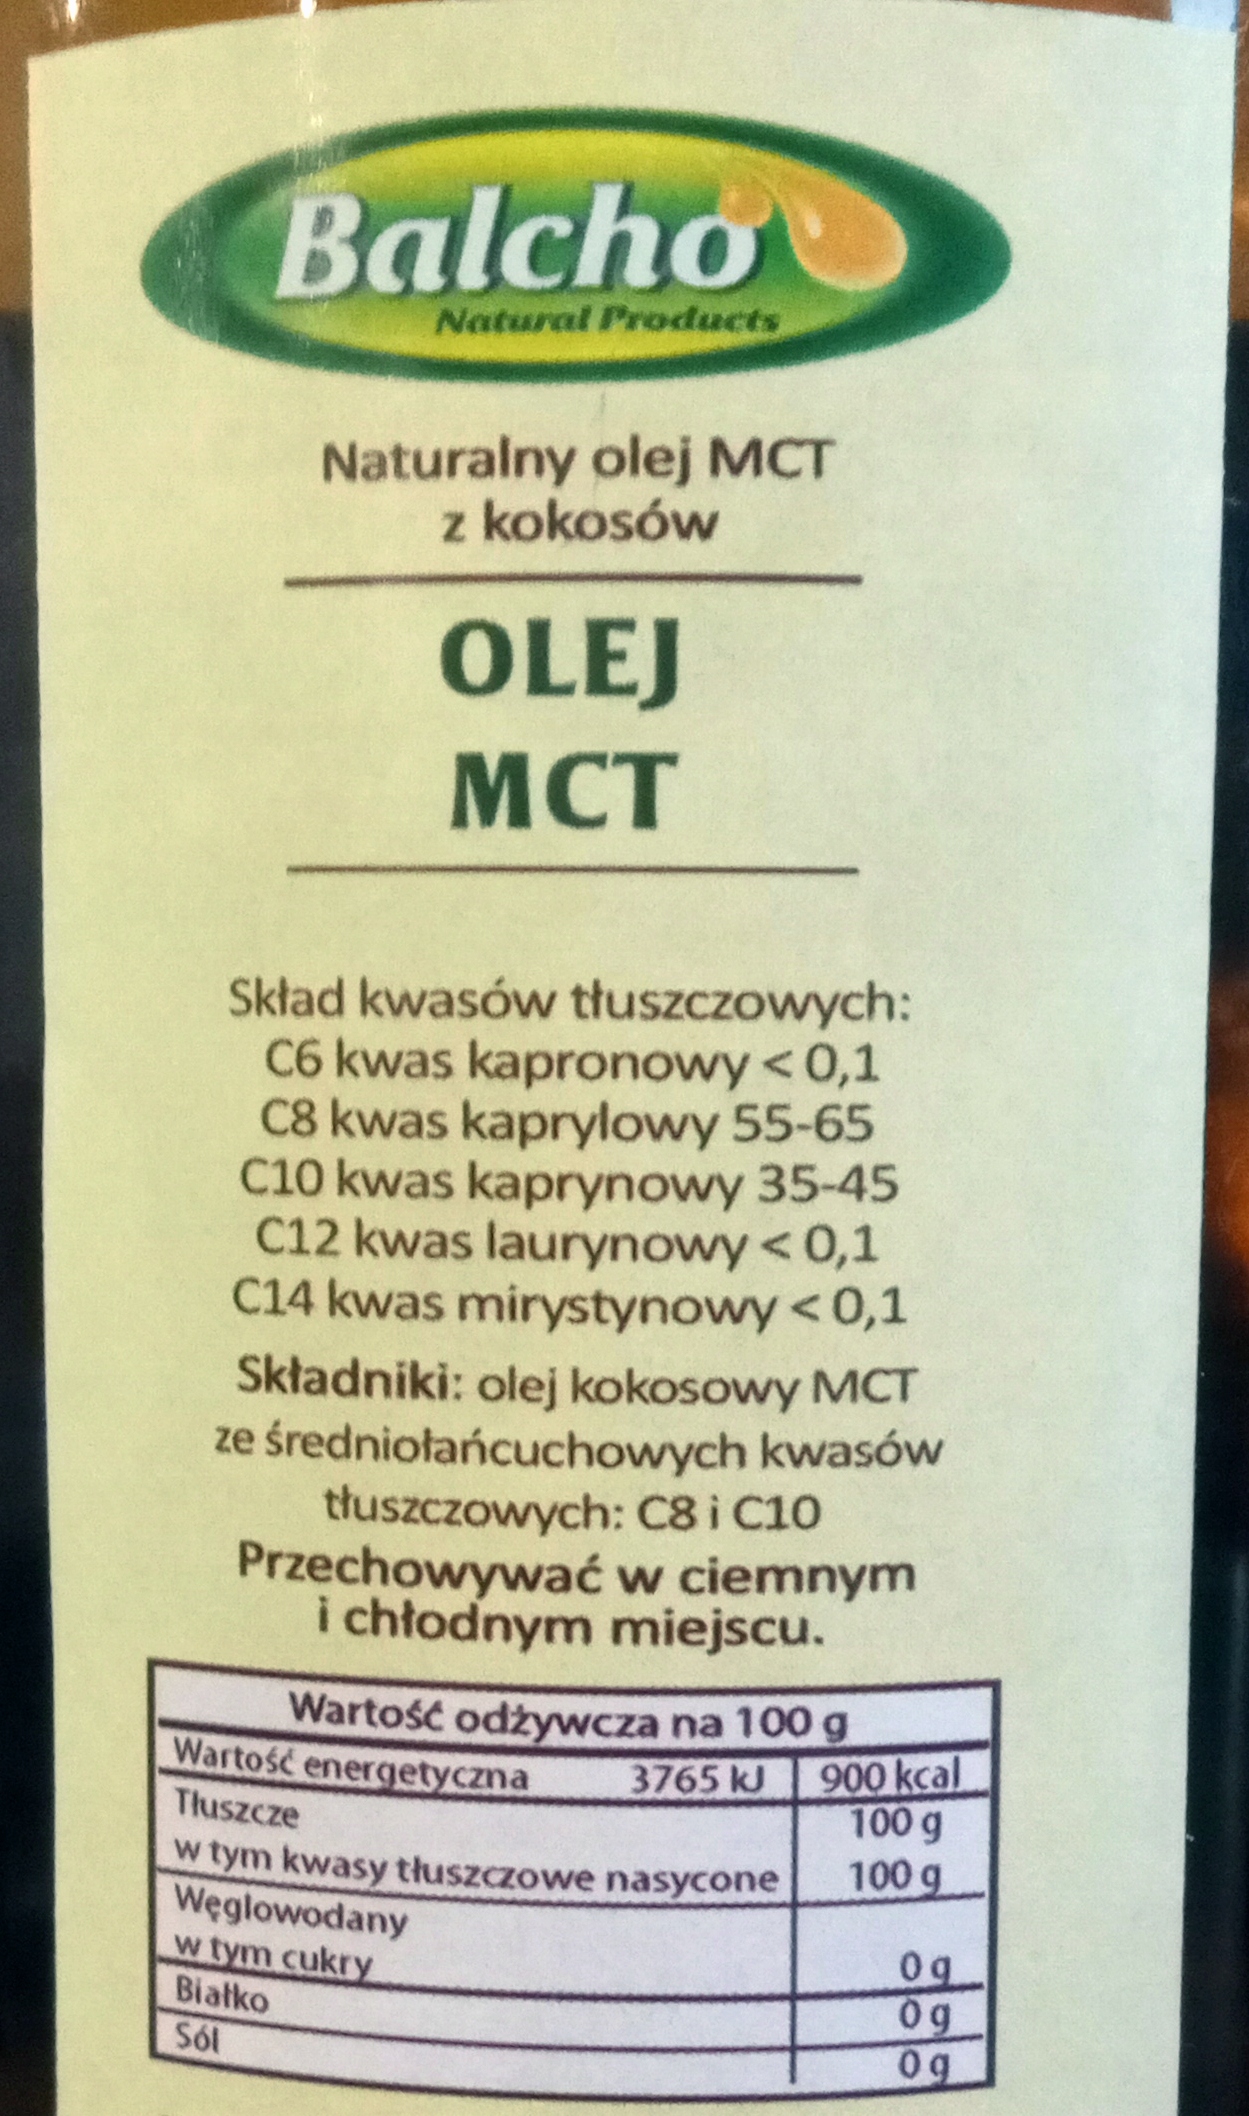 Balcho
Natural Products
Naturalny olej MCT
z kokosów
OLEJ
MCT
Skład kwasów tłuszczowych:
C6 kwas kapronowy < 0,1
C8 kwas kaprylowy 55-65
C10 kwas kaprynowy 35-45
C12 kwas laurynowy < 0,1
C14 kwas mirystynowy < 0,1
Składniki: olej kokosowy MCT
ze średniołańcuchowych kwasów
tłuszczowych: C8 i C10
Przechowywać w ciemnym
i chłodnym miejscu.
Wartość odżywcza na 100 g
Wartość energetyczna 3765 kJ 900 kcal
Tłuszcze 100 g
w tym kwasy tłuszczowe nasycone 100 g
Węglowodany
w tym cukry 0 g
Białko 0 g
Sól 0 g